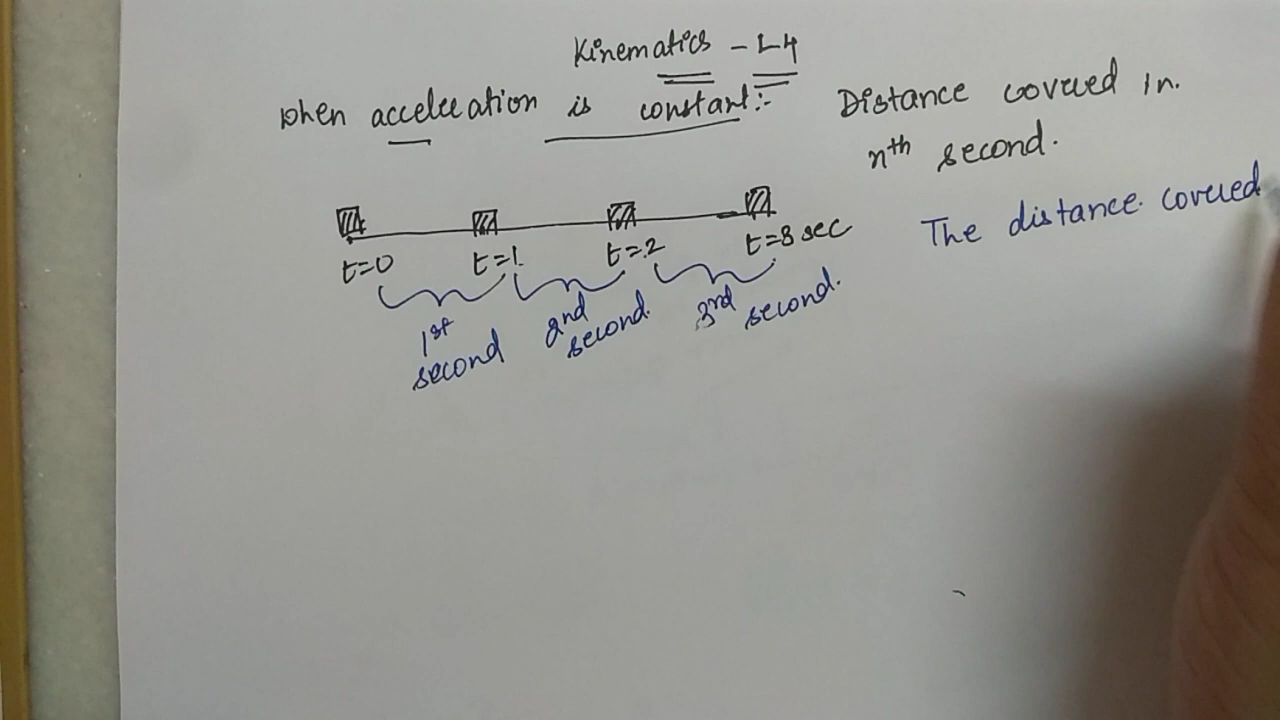 Kinematics - L4
when acceleration is constant:-
Distance covered in.
nth second.
The distance covered
t=0
t=1
t=2
t=3 sec
1st
second
2nd
second.
3rd second.